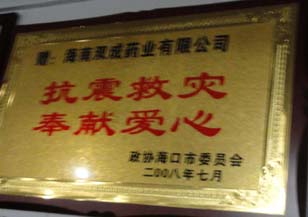 赠：海南双成药业有限公司
抗震救灾
奉献爱心
政协海口市委员会
二00八年七月